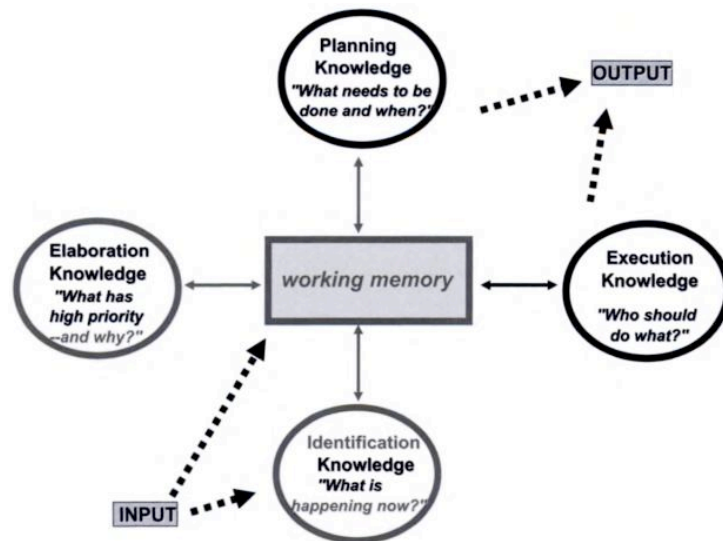 Planning
Knowledge
"What needs to be
done and when?"
OUTPUT
Elaboration
Knowledge
"What has
high priority
--and why?"
working memory
Execution
Knowledge
"Who should
do what?"
Identification
Knowledge
"What is
happening now?"
INPUT